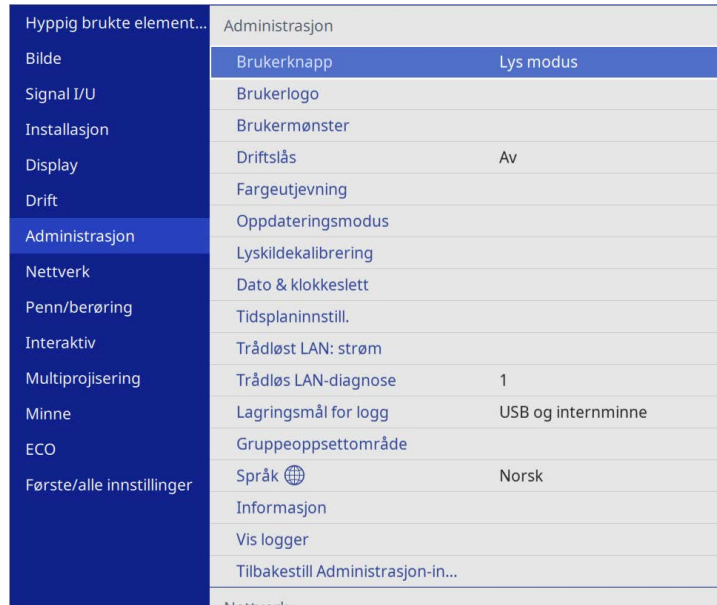 Hyppig brukte element...
Bilde
Signal I/U
Installasjon
Display
Drift
Administrasjon
Nettverk
Penn/berøring
Interaktiv
Multiprojisering
Minne
ECO
Første/alle innstillinger
Administrasjon
Brukerknapp Lys modus
Brukerlogo
Brukermønster
Driftslås Av
Fargeutjevning
Oppdateringsmodus
Lyskildekalibrering
Dato & klokkeslett
Tidsplaninnstill.
Trådløst LAN: strøm
Trådløs LAN-diagnose 1
Lagringsmål for logg USB og internminne
Gruppeoppsettområde
Språk Norsk
Informasjon
Vis logger
Tilbakestill Administrasjon-in...